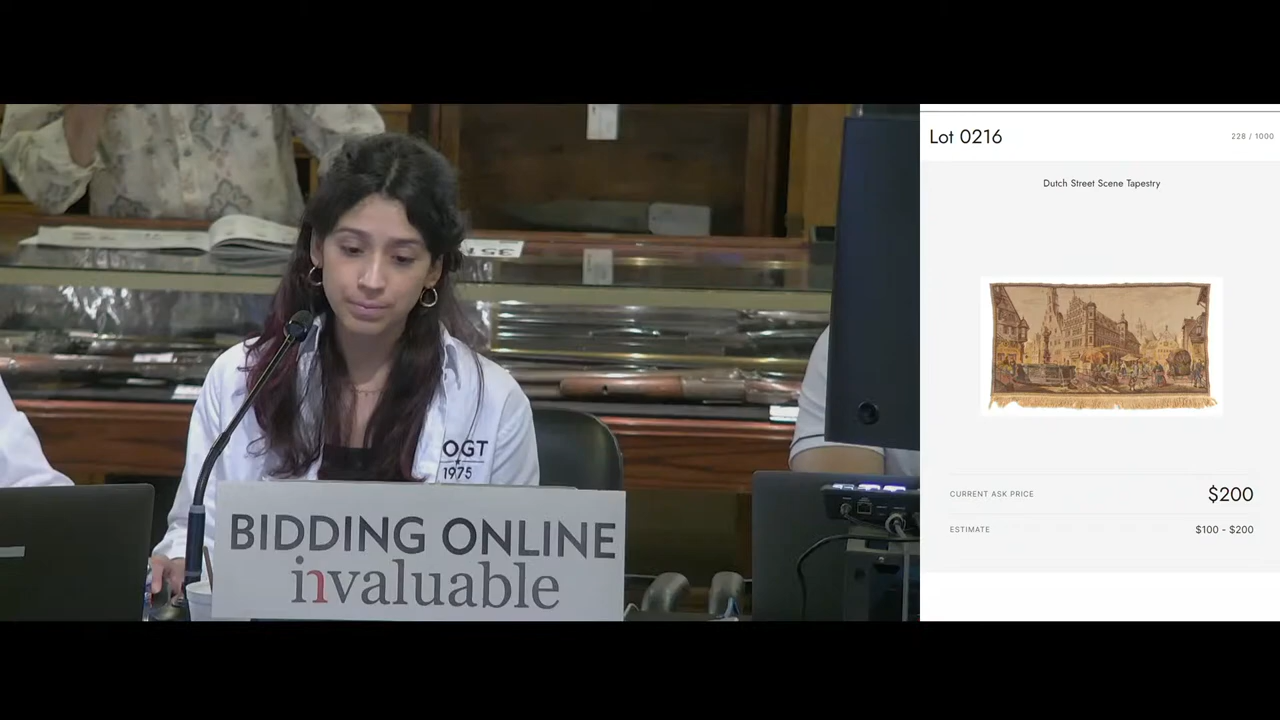 Lot 0216
228 / 1000
Dutch Street Scene Tapestry
CURRENT ASK PRICE
$200
ESTIMATE
$100 - $200
OGT
1975
BIDDING ONLINE
invaluable